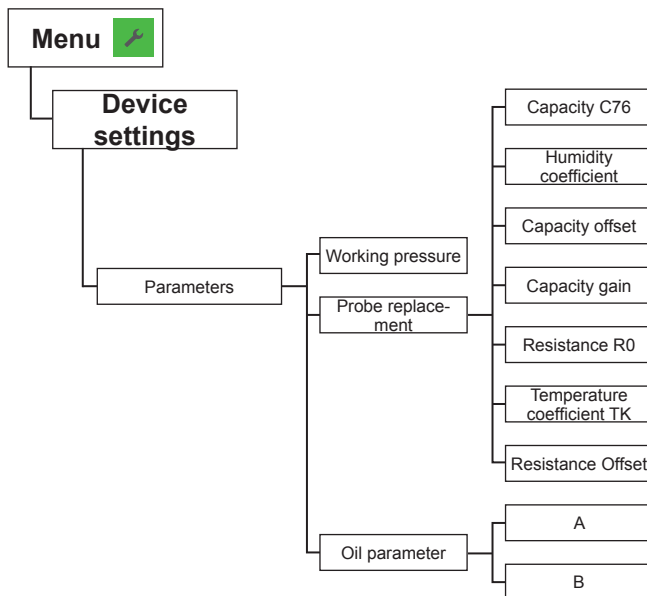 Menu
Device
settings
Parameters
Working pressure
Probe replace-
ment
Capacity C76
Humidity
coefficient
Capacity offset
Capacity gain
Resistance R0
Temperature
coefficient TK
Resistance Offset
Oil parameter
A
B